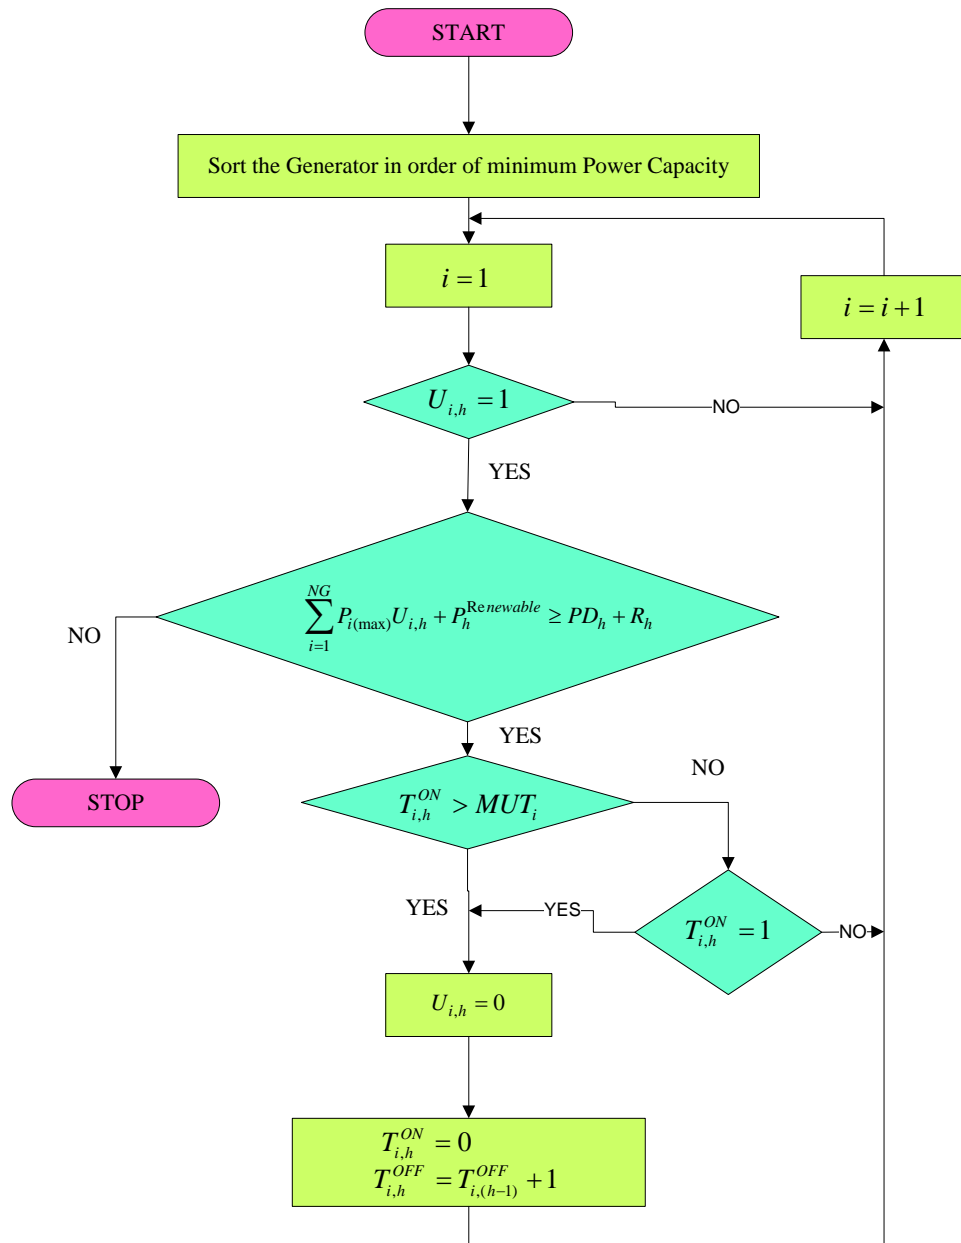 START
Sort the Generator in order of minimum Power Capacity
i = 1
i = i + 1
U_{i,h} = 1
NO
YES
\sum_{i=1}^{NG} P_{i(max)} U_{i,h} + P_h^{Renewable} ≥ PD_h + R_h
NO
YES
STOP
T_{i,h}^{ON} > MUT_i
NO
YES
YES
T_{i,h}^{ON} = 1
NO
U_{i,h} = 0
T_{i,h}^{ON} = 0
T_{i,h}^{OFF} = T_{i,(h-1)}^{OFF} + 1